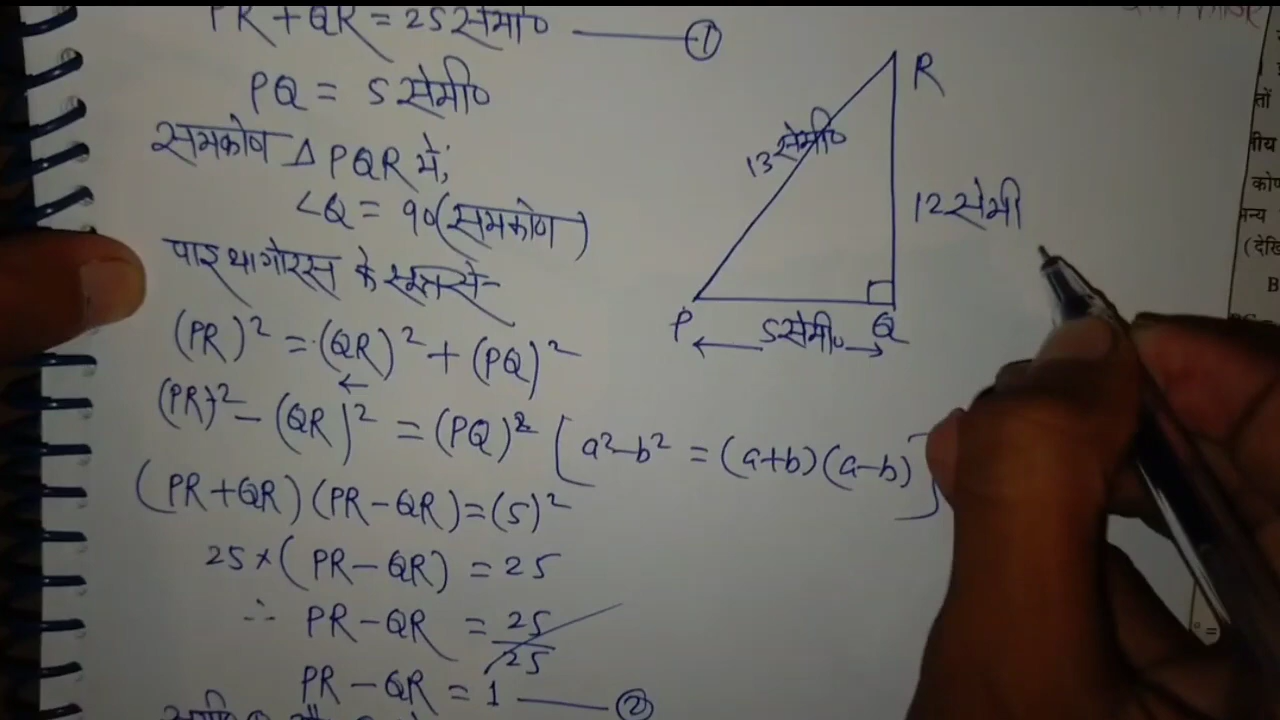 PR + QR = 25 सेमी० ——— ①
PQ = 5 सेमी०
समकोण Δ PQR में;
∠Q = 90 (समकोण)
पाइथागोरस के सूत्र से-
(PR)² = (QR)² + (PQ)²
(PR)² - (QR)² = (PQ)² [a²-b² = (a+b)(a-b)]
(PR+QR)(PR-QR) = (5)²
25×(PR-QR) = 25
∴ PR-QR = 25/25
PR-QR = 1 ——— ②
R
13 सेमी०
12 सेमी
P
5 सेमी०
Q
तों
कोण
(देखि
B